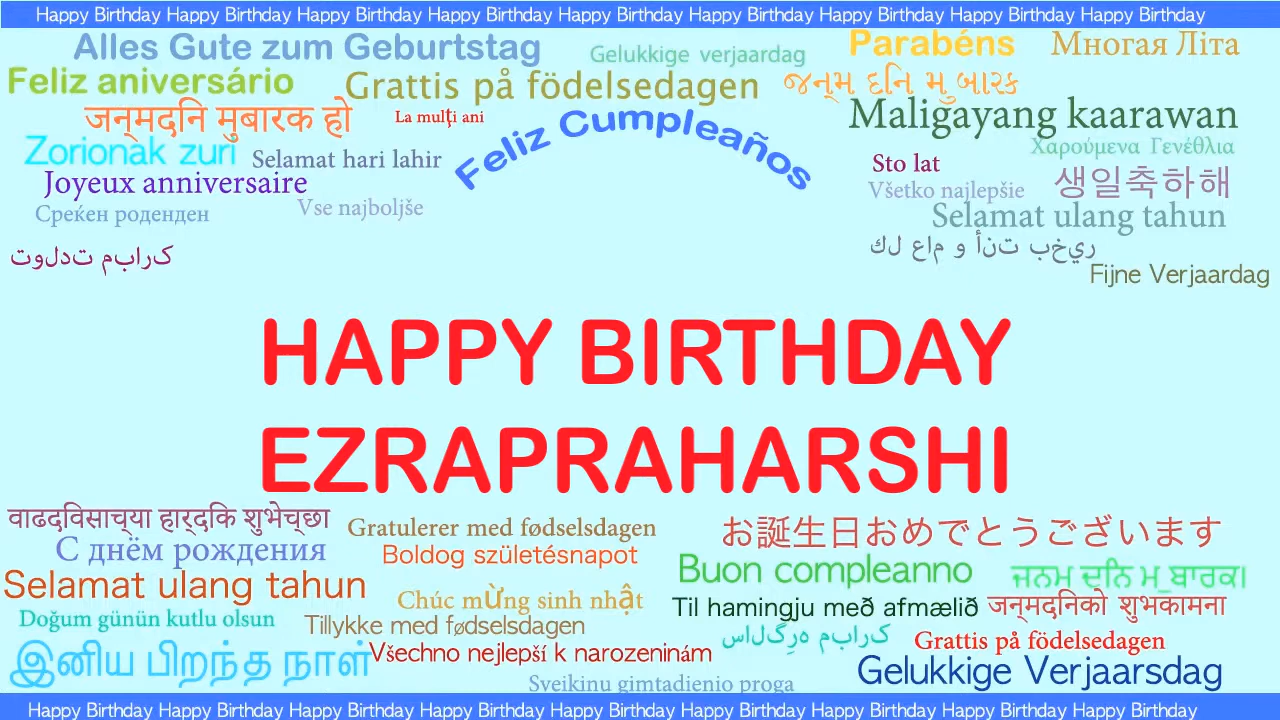 Happy Birthday Happy Birthday Happy Birthday Happy Birthday Happy Birthday Happy Birthday Happy Birthday Happy Birthday Happy Birthday
Alles Gute zum Geburtstag
Gelukkige verjaardag
Parabéns
Многая Літа
Feliz aniversário
Grattis på födelsedagen
જન્મ દનિ મુબારક
जन्मदनि मुबारक हो
La mulţi ani
Feliz Cumpleaños
Maligayang kaarawan
Zorionak zuri
Selamat hari lahir
Χαρούμενα Γενέθλια
Sto lat
Joyeux anniversaire
Všetko najlepšie
생일축하해
Среќен роденден
Vse najboljše
Selamat ulang tahun
تولدت مبارک
كل عام و أنت بخير
Fijne Verjaardag
HAPPY BIRTHDAY
EZRAPRAHARSHI
वाढदविसाच्या हार्दकि शुभेच्छा
Gratulerer med fødselsdagen
お誕生日おめでとうございます
С днём рождения
Boldog születésnapot
Buon compleanno
ਜਨਮ ਦਨਿ ਮੁਬਾਰਕ।
Selamat ulang tahun
Chúc mừng sinh nhật
Til hamingju með afmælið
जन्मदनिको शुभकामना
Doğum günün kutlu olsun
Tillykke med fødselsdagen
سالگرہ مبارک
Grattis på födelsedagen
இனிய பிறந்த நாள்
Všechno nejlepší k narozeninám
Gelukkige Verjaarsdag
Sveikinu gimtadienio proga
Happy Birthday Happy Birthday Happy Birthday Happy Birthday Happy Birthday Happy Birthday Happy Birthday Happy Birthday Happy Birthday